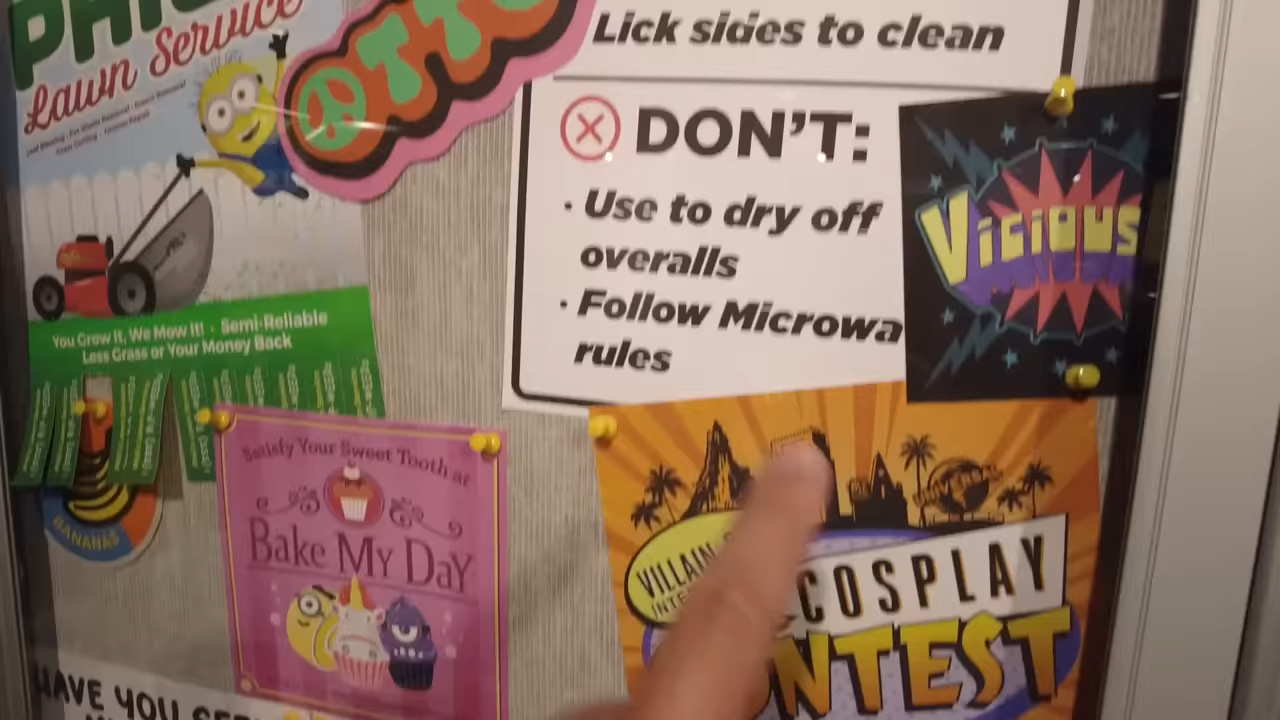 PHIL
Lawn Service
OTTO
Lick sides to clean
DON'T:
· Use to dry off
overalls
· Follow Microwa
rules
Vicious
You Grow It, We Mow It! · Semi-Reliable
Less Grass or Your Money Back
BANANAS
Satisfy Your Sweet Tooth at
Bake My Day
VILLAIN
COSPLAY
NTEST
HAVE YOU SEE